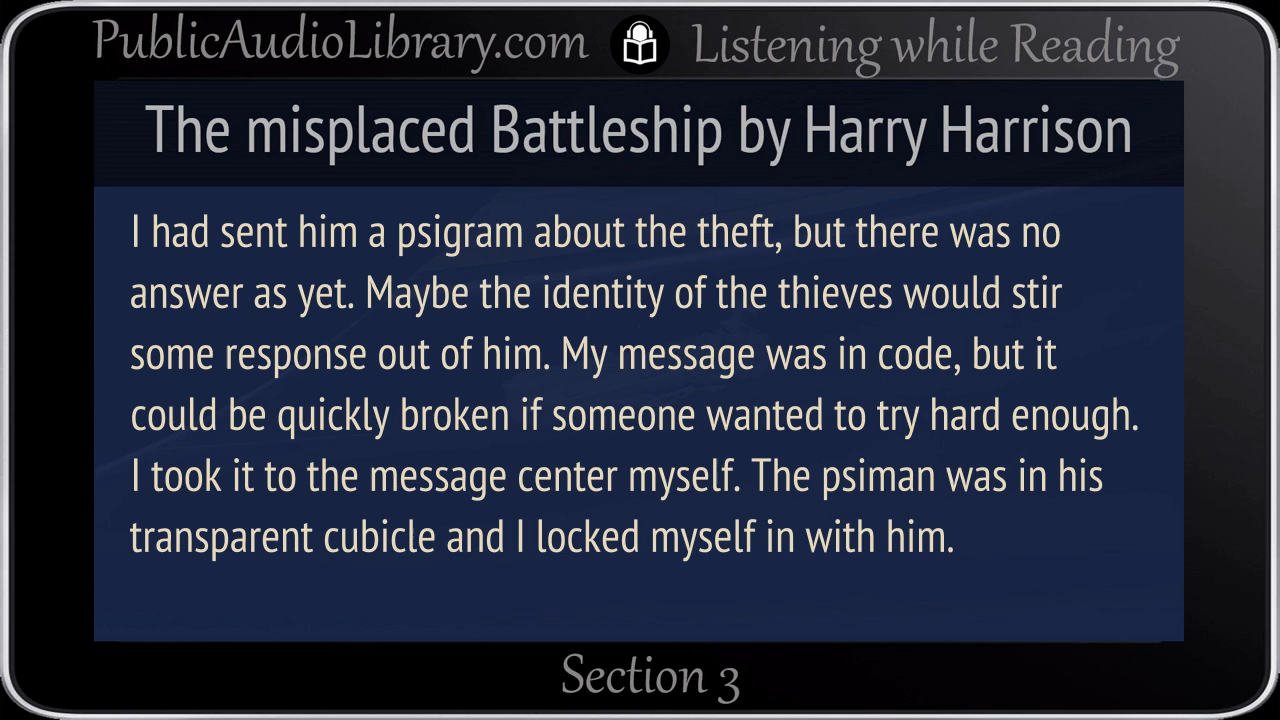 PublicAudioLibrary.com Listening while Reading
The misplaced Battleship by Harry Harrison
I had sent him a psigram about the theft, but there was no
answer as yet. Maybe the identity of the thieves would stir
some response out of him. My message was in code, but it
could be quickly broken if someone wanted to try hard enough.
I took it to the message center myself. The psiman was in his
transparent cubicle and I locked myself in with him.
Section 3